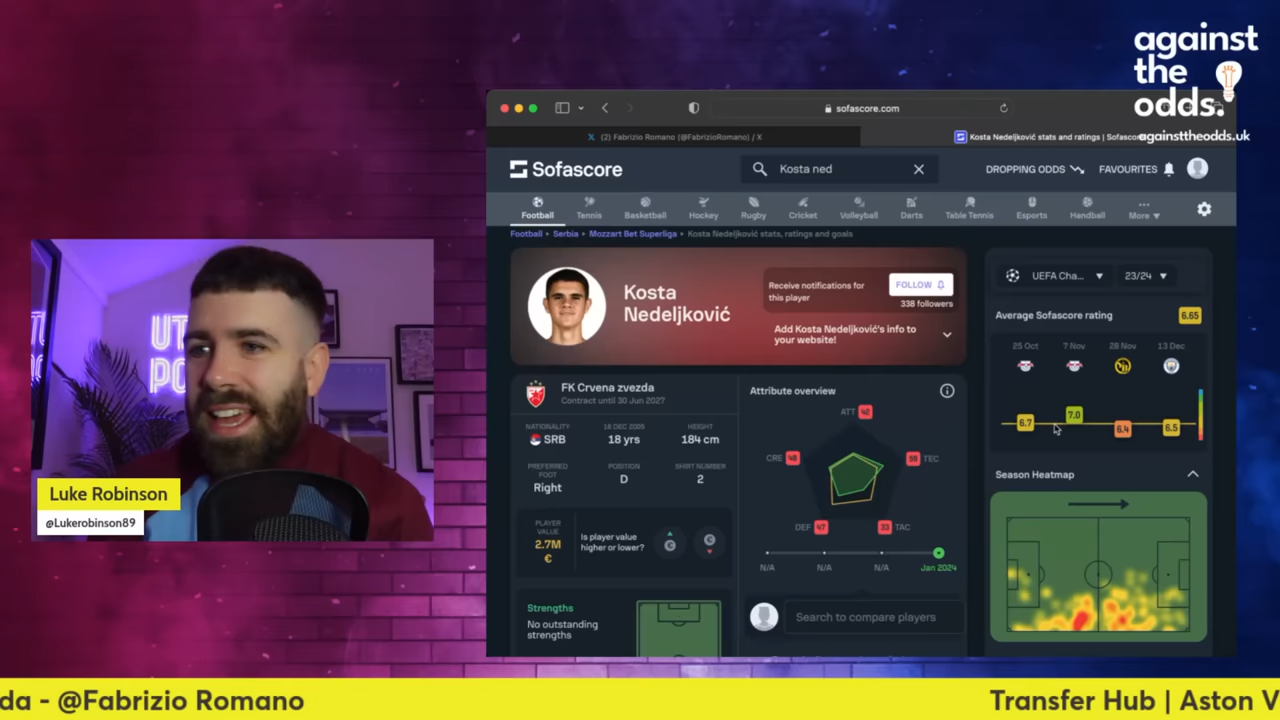 against
the
odds.
againsttheodds.uk
sofascore.com
(2) Fabrizio Romano (@FabrizioRomano) / X
Kosta Nedeljković stats and ratings | Sofascore
Sofascore
Kosta ned
DROPPING ODDS
FAVOURITES
Football
Tennis
Basketball
Hockey
Rugby
Cricket
Volleyball
Darts
Table Tennis
Esports
Handball
More
Football
Serbia
Mozzart Bet Superliga
Kosta Nedeljković stats, ratings and goals
Kosta
Nedeljković
Receive notifications for
this player
FOLLOW
338 followers
Add Kosta Nedeljković's info to
your website!
FK Crvena zvezda
Contract until 30 Jun 2027
NATIONALITY
SRB
16 DEC 2005
18 yrs
HEIGHT
184 cm
PREFERRED
FOOT
Right
POSITION
D
SHIRT NUMBER
2
PLAYER
VALUE
2.7M
€
Is player value
higher or lower?
Strengths
No outstanding
strengths
Attribute overview
ATT
CRE 48
TEC
DEF 47
33 TAC
N/A
N/A
N/A
Jan 2024
Search to compare players
UEFA Cha...
23/24
Average Sofascore rating
6.65
25 Oct
7 Nov
28 Nov
13 Dec
6.7
7.0
6.4
6.5
Season Heatmap
UT
PO
Luke Robinson
@Lukerobinson89
da - @Fabrizio Romano
Transfer Hub | Aston V